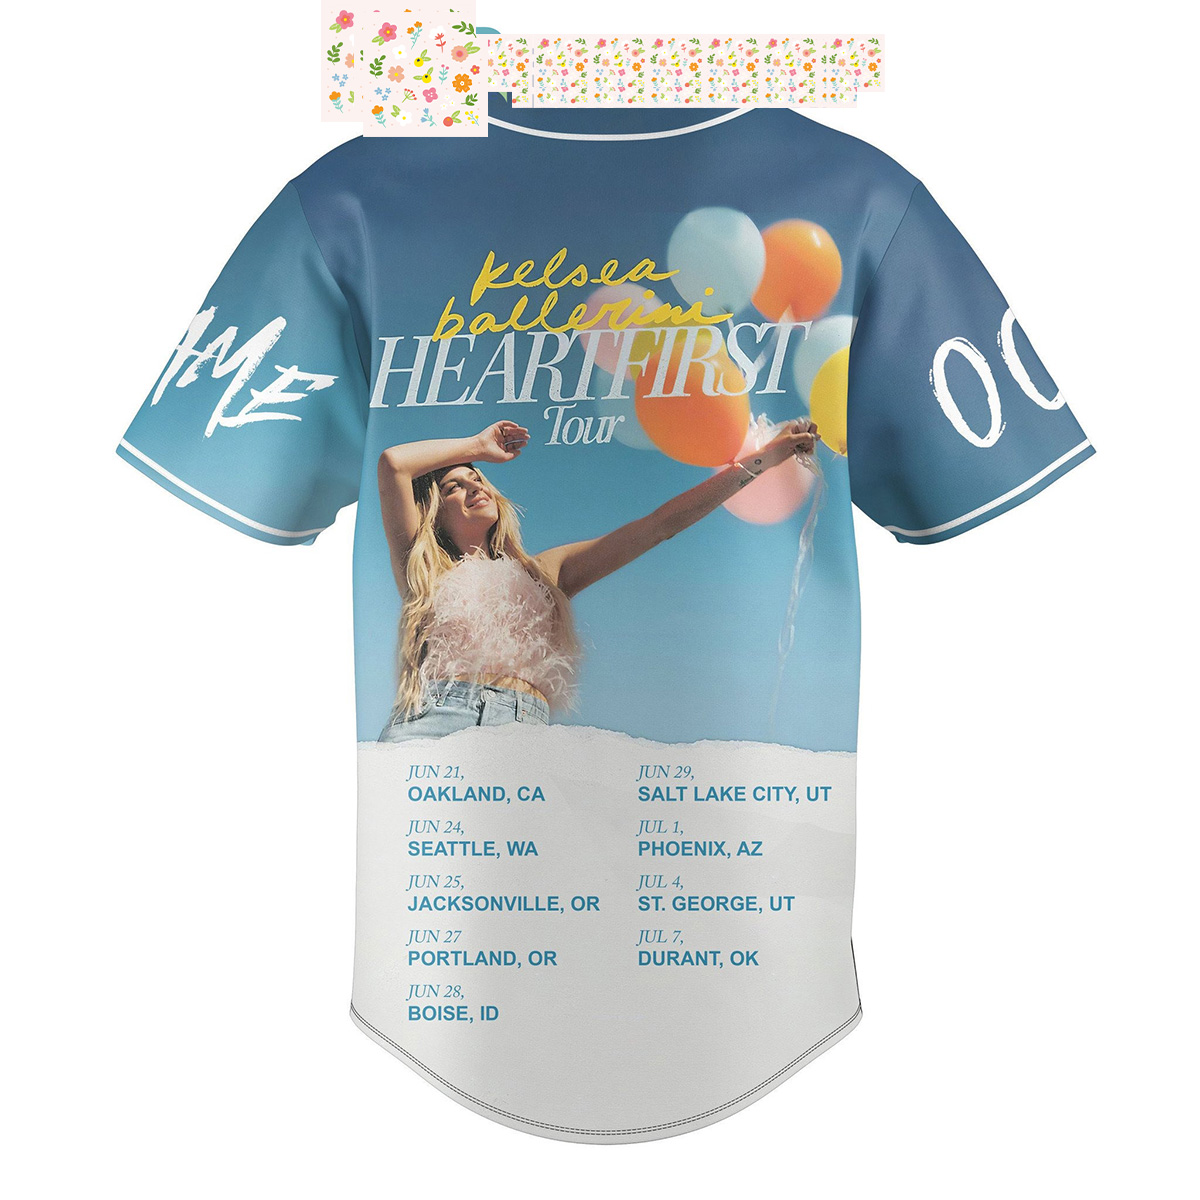 kelsea
ballerini
HEARTFIRST
Tour
OO
JUN 21,
OAKLAND, CA
JUN 24,
SEATTLE, WA
JUN 25,
JACKSONVILLE, OR
JUN 27
PORTLAND, OR
JUN 28,
BOISE, ID
JUN 29,
SALT LAKE CITY, UT
JUL 1,
PHOENIX, AZ
JUL 4,
ST. GEORGE, UT
JUL 7,
DURANT, OK